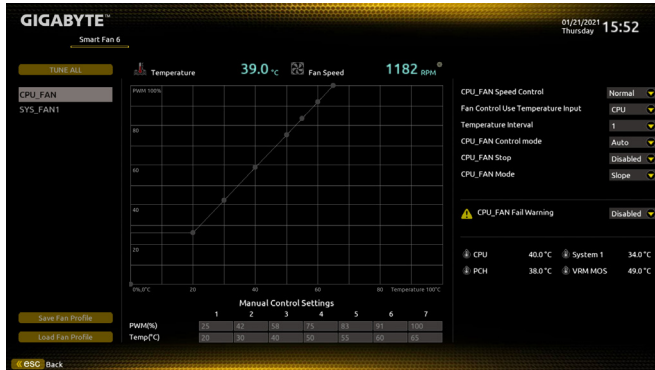 GIGABYTE™
Smart Fan 6
01/21/2021 Thursday 15:52
TUNE ALL
CPU_FAN
SYS_FAN1
Temperature 39.0 °C Fan Speed 1182 RPM
PWM 100%
80
60
40
20
0%,0°C 20 40 60 80 Temperature 100°C
CPU_FAN Speed Control Normal
Fan Control Use Temperature Input CPU
Temperature Interval 1
CPU_FAN Control mode Auto
CPU_FAN Stop Disabled
CPU_FAN Mode Slope
CPU_FAN Fail Warning Disabled
CPU 40.0°C System 1 34.0°C
PCH 38.0°C VRM MOS 49.0°C
Manual Control Settings
1 2 3 4 5 6 7
PWM(%) 25 42 58 75 83 91 100
Temp(°C) 20 30 40 50 55 60 65
Save Fan Profile
Load Fan Profile
esc Back